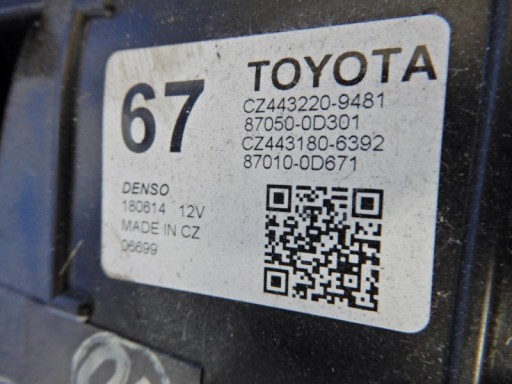 67
TOYOTA
CZ443220-9481
87050-0D301
CZ443180-6392
87010-0D671
DENSO
180614 12V
MADE IN CZ
06699